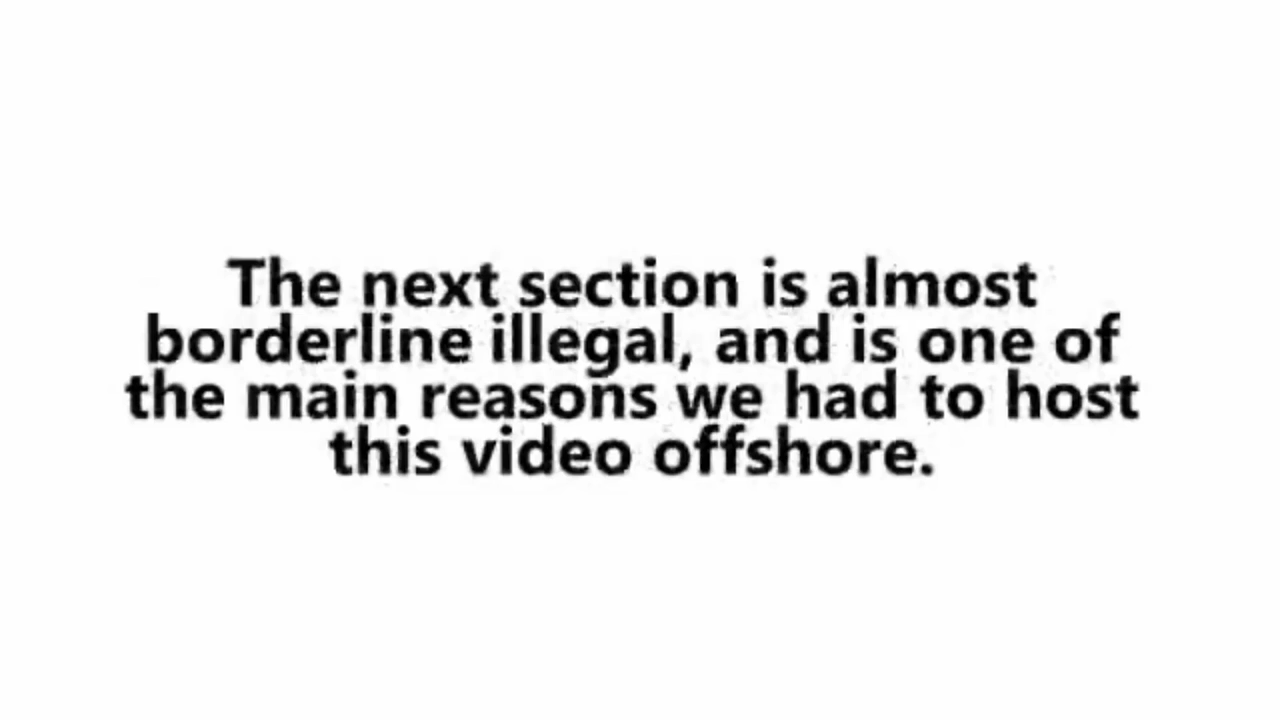 The next section is almost
borderline illegal, and is one of
the main reasons we had to host
this video offshore.